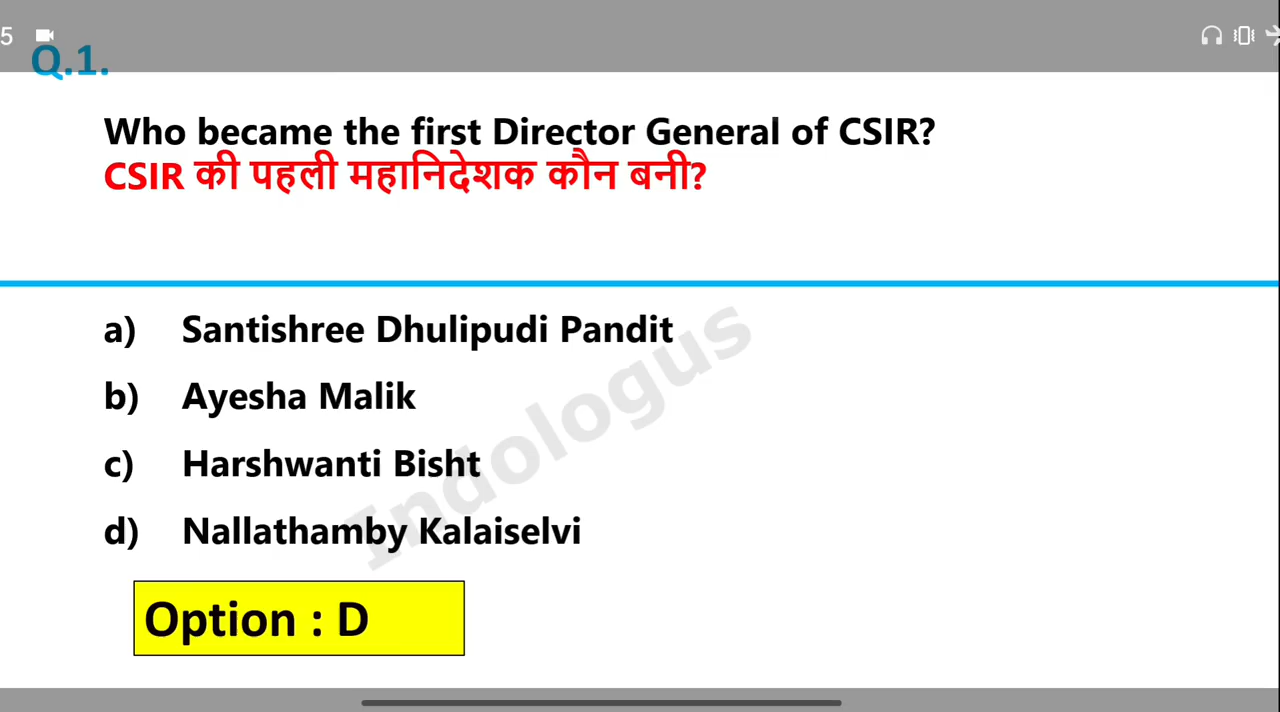 5
Q.1.
Who became the first Director General of CSIR?
CSIR की पहली महानिदेशक कौन बनी?
a) Santishree Dhulipudi Pandit
b) Ayesha Malik
c) Harshwanti Bisht
d) Nallathamby Kalaiselvi
Indologus
Option : D